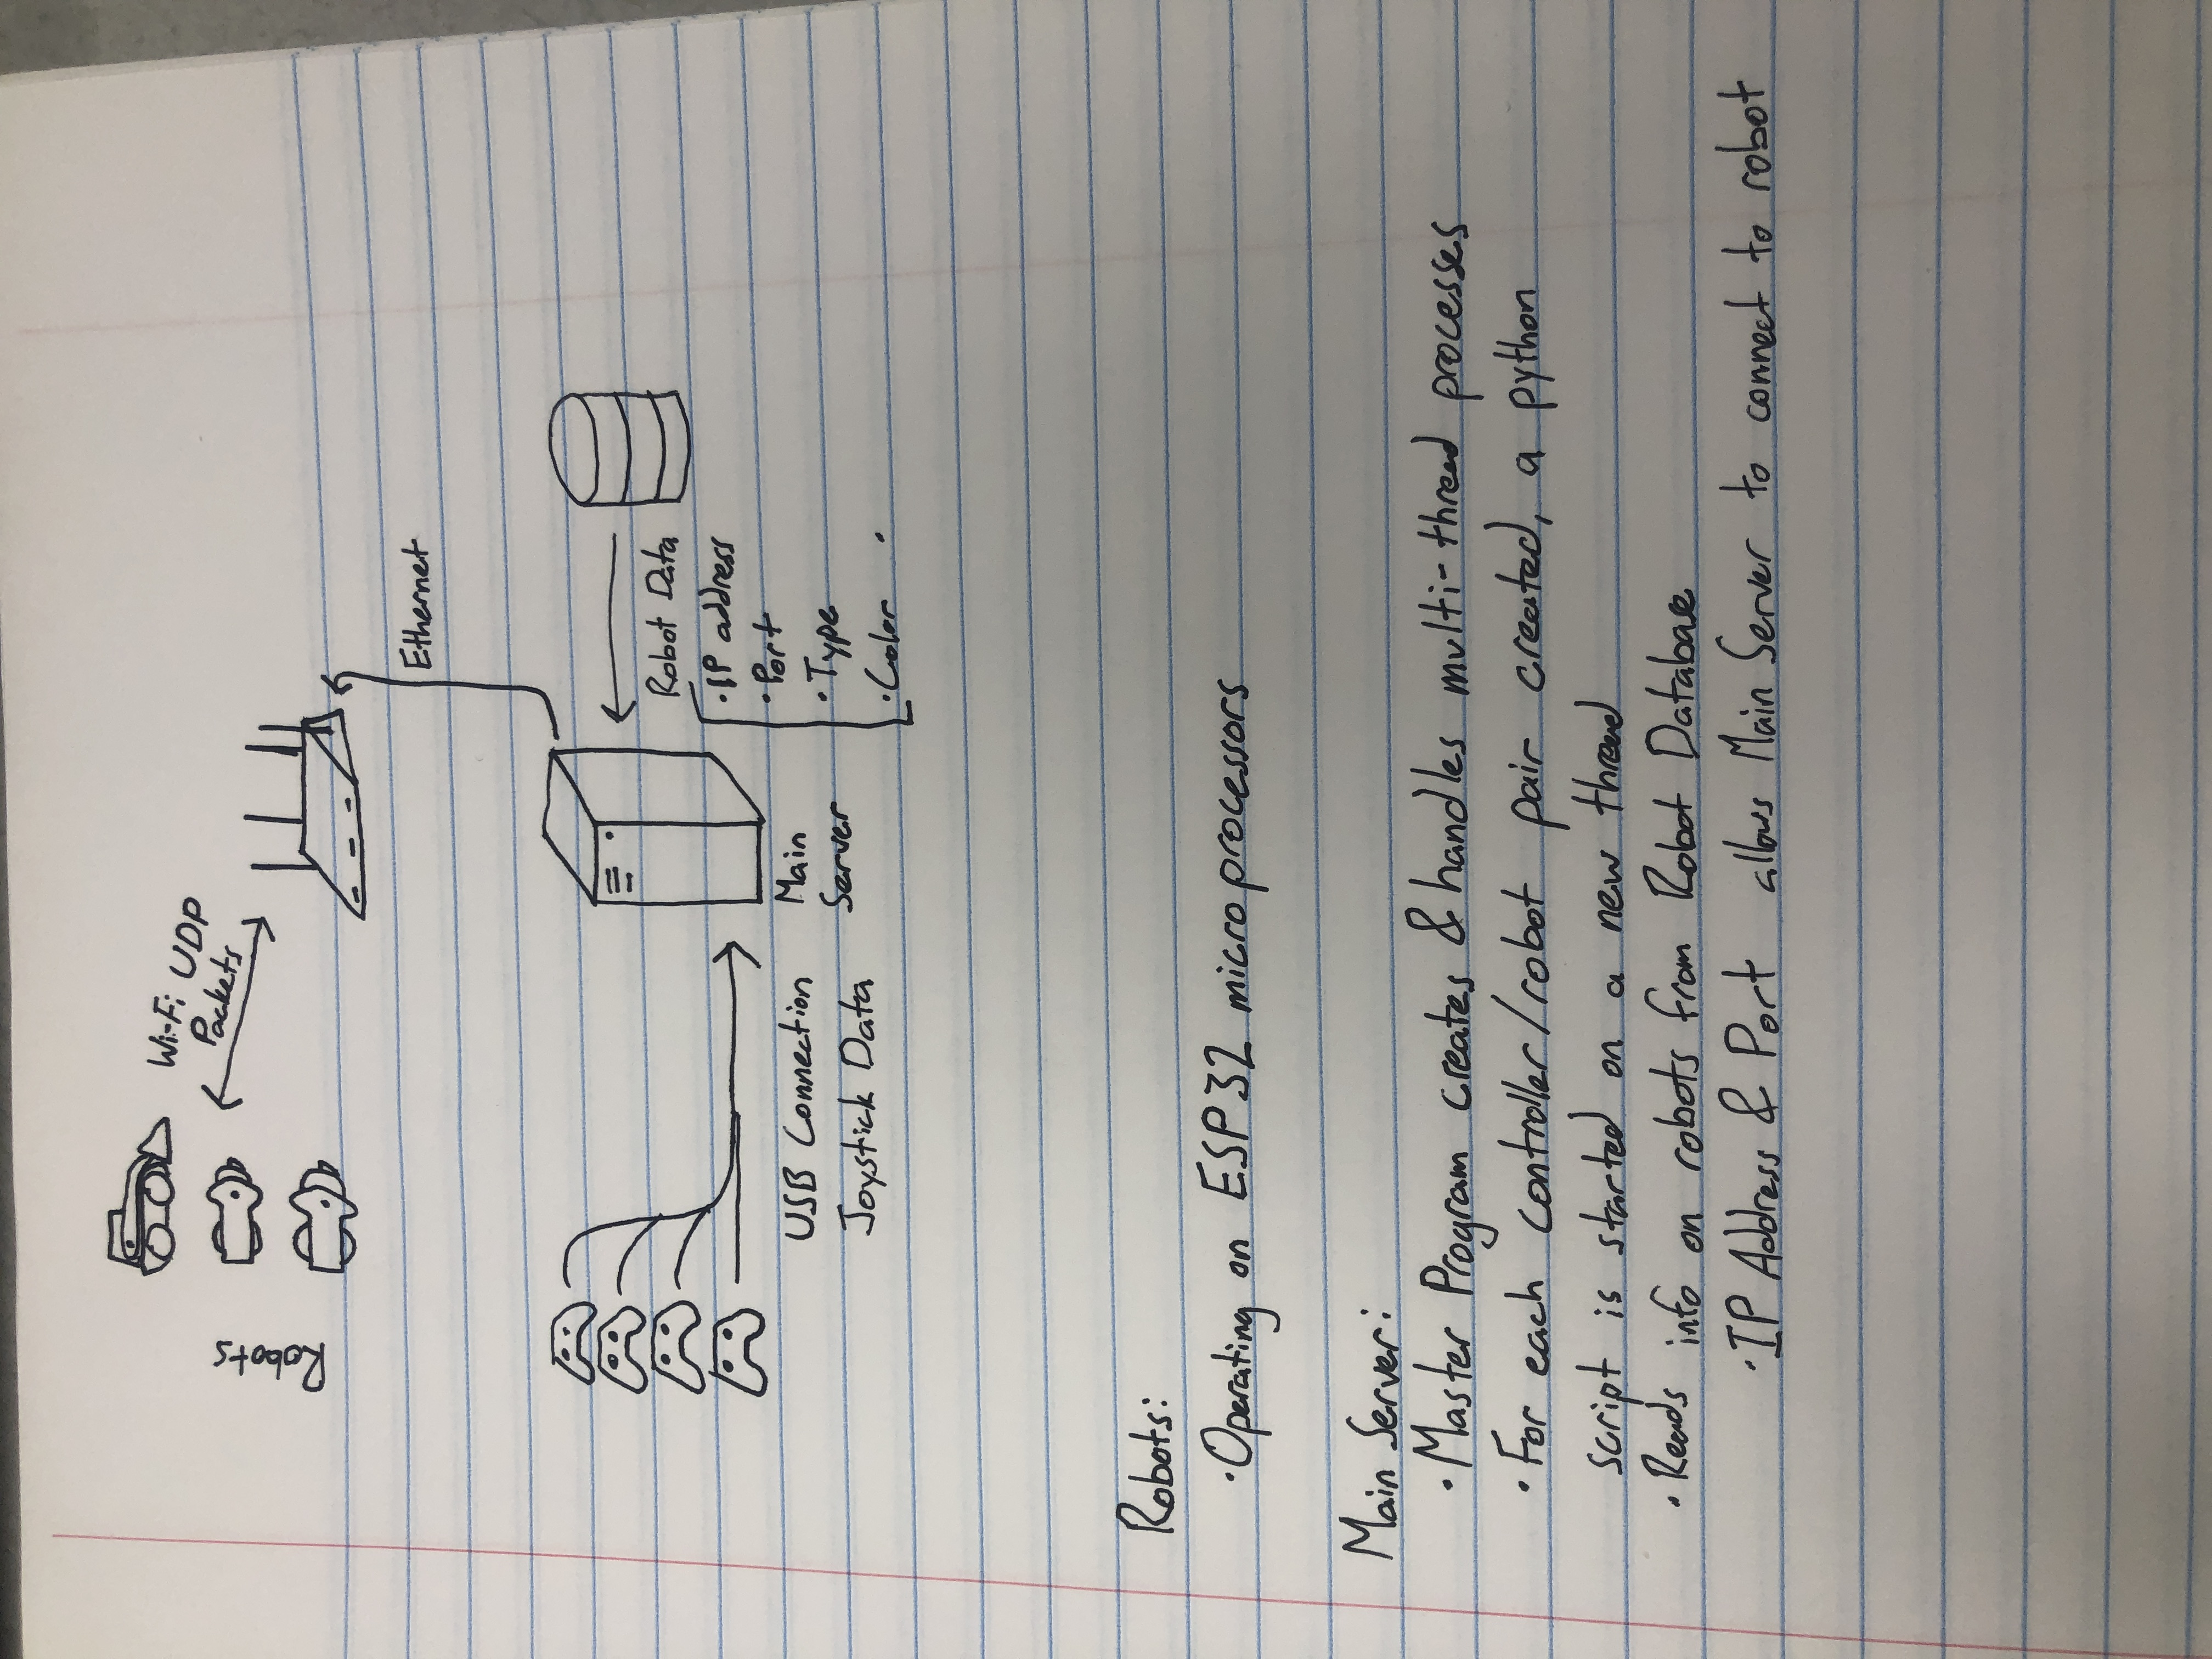 Wi-Fi UDP
Packets
Robots
Ethernet
Robot Data
• IP address
• Port
• Type
• Color •
USB Connection
Joystick Data
Main
Server
Robots:
• Operating on ESP32 microprocessors
Main Server:
• Master Program creates & handles multi-thread processes
• For each controller/robot pair created, a python
script is started on a new thread
• Reads info on robots from Robot Database
• IP Address & Port allows Main Server to connect to robot